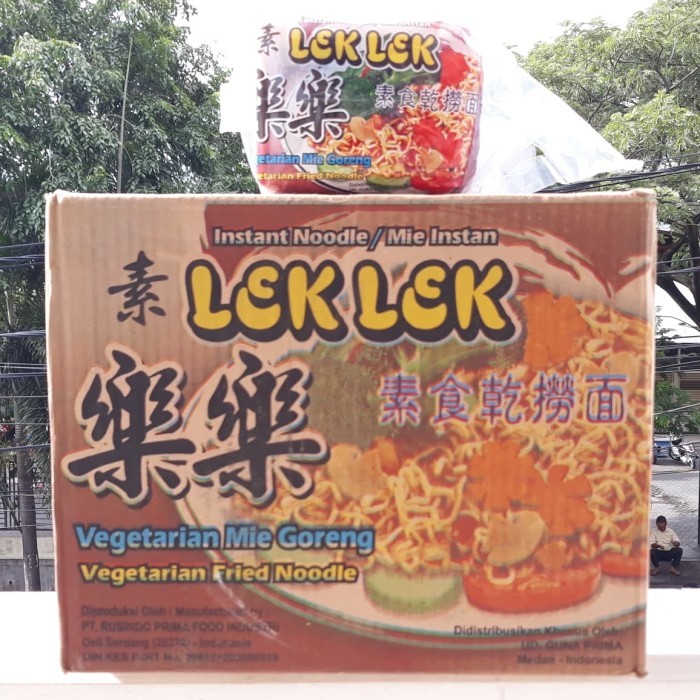 素 LEK LEK
樂樂 素食乾撈面
getarian Mie Goreng
getarian Fried Noodle
Instant Noodle / Mie Instan
素 LEK LEK
樂樂 素食乾撈面
Vegetarian Mie Goreng
Vegetarian Fried Noodle
Diproduksi Oleh / Manufactured by :
PT. RUSINDO PRIMA FOOD INDUSTRI
Deli Serdang - Indonesia
Didistribusikan Khusus Oleh
UD. GUNA PRIMA
Medan - Indonesia